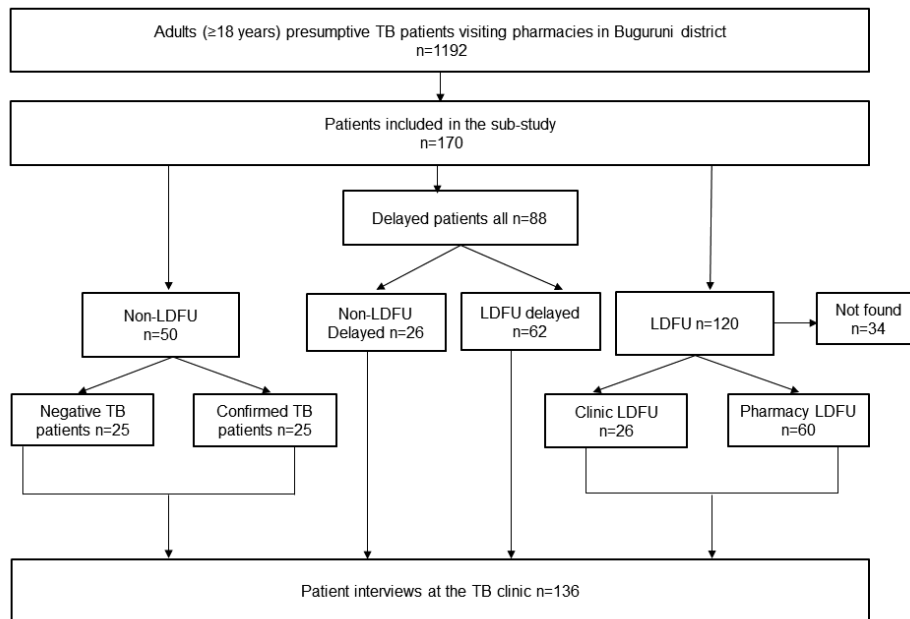 Adults (≥18 years) presumptive TB patients visiting pharmacies in Buguruni district
n=1192
Patients included in the sub-study
n=170
Delayed patients all n=88
Non-LDFU
n=50
Non-LDFU
Delayed n=26
LDFU delayed
n=62
LDFU n=120
Not found
n=34
Negative TB
patients n=25
Confirmed TB
patients n=25
Clinic LDFU
n=26
Pharmacy LDFU
n=60
Patient interviews at the TB clinic n=136